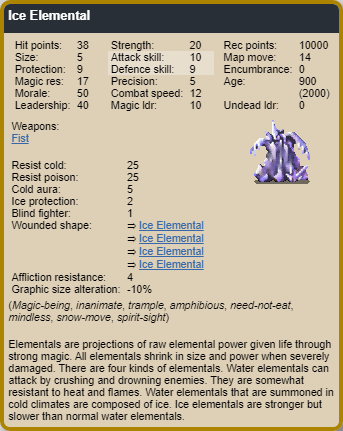 Ice Elemental
Hit points: 38 Strength: 20 Rec points: 10000
Size: 5 Attack skill: 10 Map move: 14
Protection: 9 Defence skill: 9 Encumbrance: 0
Magic res: 17 Precision: 5 Age: 900
Morale: 50 Combat speed: 12 (2000)
Leadership: 40 Magic ldr: 10 Undead ldr: 0
Weapons:
Fist
Resist cold: 25
Resist poison: 25
Cold aura: 5
Ice protection: 2
Blind fighter: 1
Wounded shape: ⇒ Ice Elemental
⇒ Ice Elemental
⇒ Ice Elemental
⇒ Ice Elemental
Affliction resistance: 4
Graphic size alteration: -10%
(Magic-being, inanimate, trample, amphibious, need-not-eat,
mindless, snow-move, spirit-sight)
Elementals are projections of raw elemental power given life through
strong magic. All elementals shrink in size and power when severely
damaged. There are four kinds of elementals. Water elementals can
attack by crushing and drowning enemies. They are somewhat
resistant to heat and flames. Water elementals that are summoned in
cold climates are composed of ice. Ice elementals are stronger but
slower than normal water elementals.